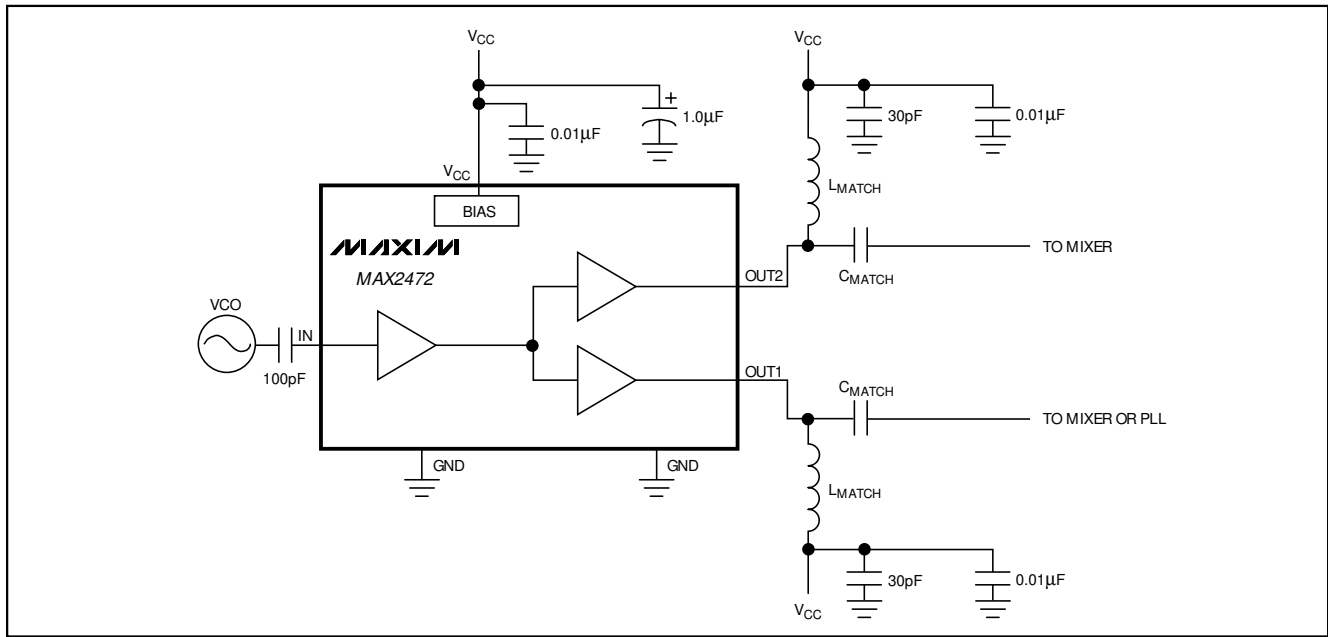 VCC
VCC
1.0µF
0.01µF
30pF
0.01µF
VCC
BIAS
LMATCH
MAXIM
MAX2472
OUT2
TO MIXER
CMATCH
VCO
IN
100pF
OUT1
CMATCH
TO MIXER OR PLL
GND
GND
LMATCH
30pF
0.01µF
VCC